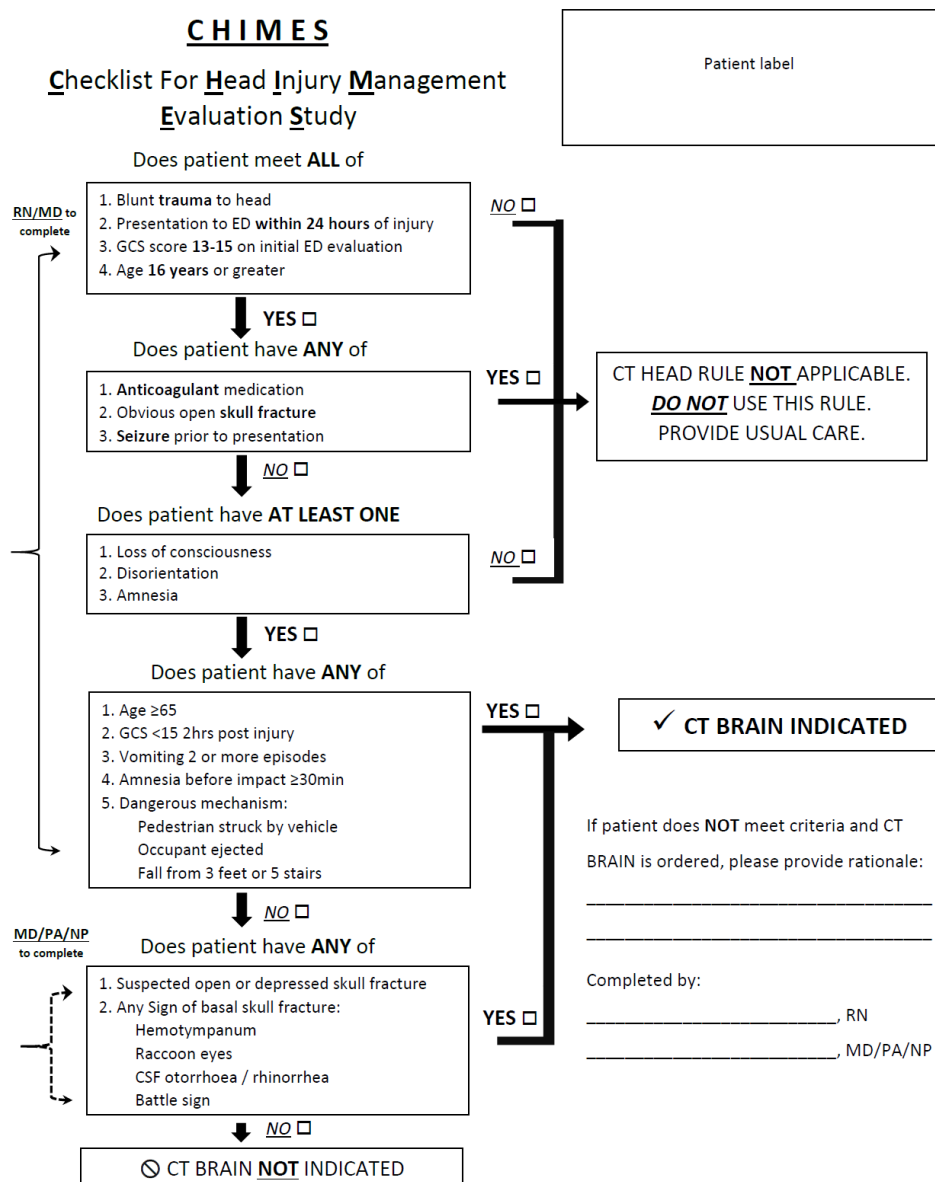 CHIMES
Checklist For Head Injury Management
Evaluation Study
Patient label
Does patient meet ALL of
RN/MD to
complete
1. Blunt trauma to head
2. Presentation to ED within 24 hours of injury
3. GCS score 13-15 on initial ED evaluation
4. Age 16 years or greater
NO ☐
YES ☐
Does patient have ANY of
1. Anticoagulant medication
2. Obvious open skull fracture
3. Seizure prior to presentation
YES ☐
CT HEAD RULE NOT APPLICABLE.
DO NOT USE THIS RULE.
PROVIDE USUAL CARE.
NO ☐
Does patient have AT LEAST ONE
1. Loss of consciousness
2. Disorientation
3. Amnesia
NO ☐
YES ☐
Does patient have ANY of
1. Age ≥65
2. GCS <15 2hrs post injury
3. Vomiting 2 or more episodes
4. Amnesia before impact ≥30min
5. Dangerous mechanism:
Pedestrian struck by vehicle
Occupant ejected
Fall from 3 feet or 5 stairs
YES ☐
✓ CT BRAIN INDICATED
NO ☐
MD/PA/NP
to complete
Does patient have ANY of
1. Suspected open or depressed skull fracture
2. Any Sign of basal skull fracture:
Hemotympanum
Raccoon eyes
CSF otorrhoea / rhinorrhea
Battle sign
YES ☐
NO ☐
CT BRAIN NOT INDICATED
If patient does NOT meet criteria and CT
BRAIN is ordered, please provide rationale:
Completed by:
__________________________, RN
__________________________, MD/PA/NP